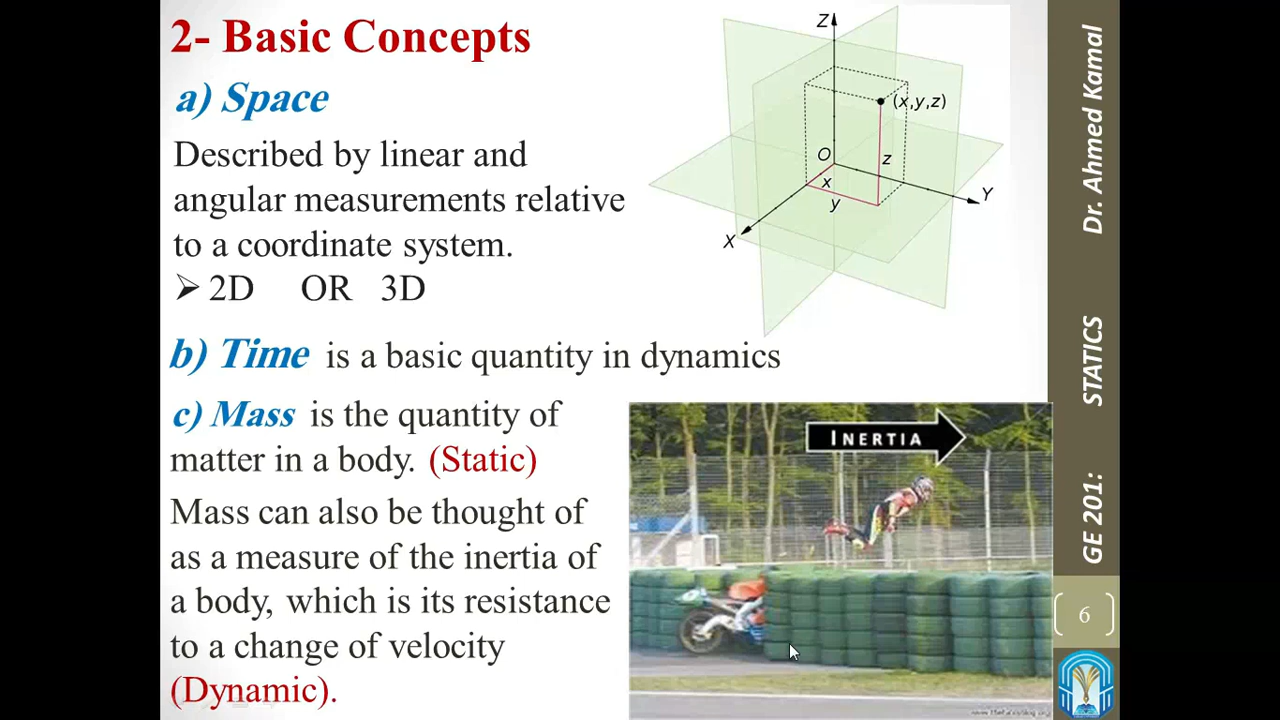 2- Basic Concepts
a) Space
Described by linear and
angular measurements relative
to a coordinate system.
➢ 2D OR 3D
b) Time is a basic quantity in dynamics
c) Mass is the quantity of
matter in a body. (Static)
Mass can also be thought of
as a measure of the inertia of
a body, which is its resistance
to a change of velocity
(Dynamic).
Z
(x,y,z)
O
z
x
y
Y
X
INERTIA
GE 201: STATICS Dr. Ahmed Kamal
6